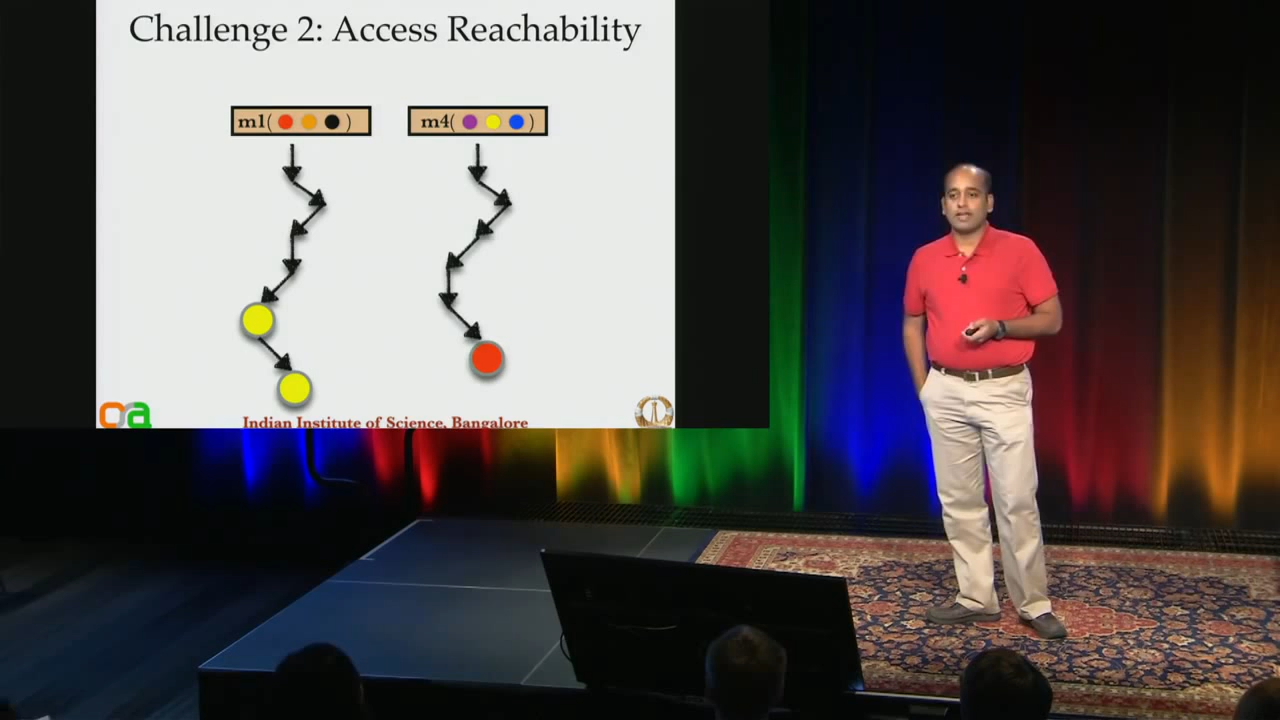 Challenge 2: Access Reachability
m1( )
m4( )
Indian Institute of Science, Bangalore